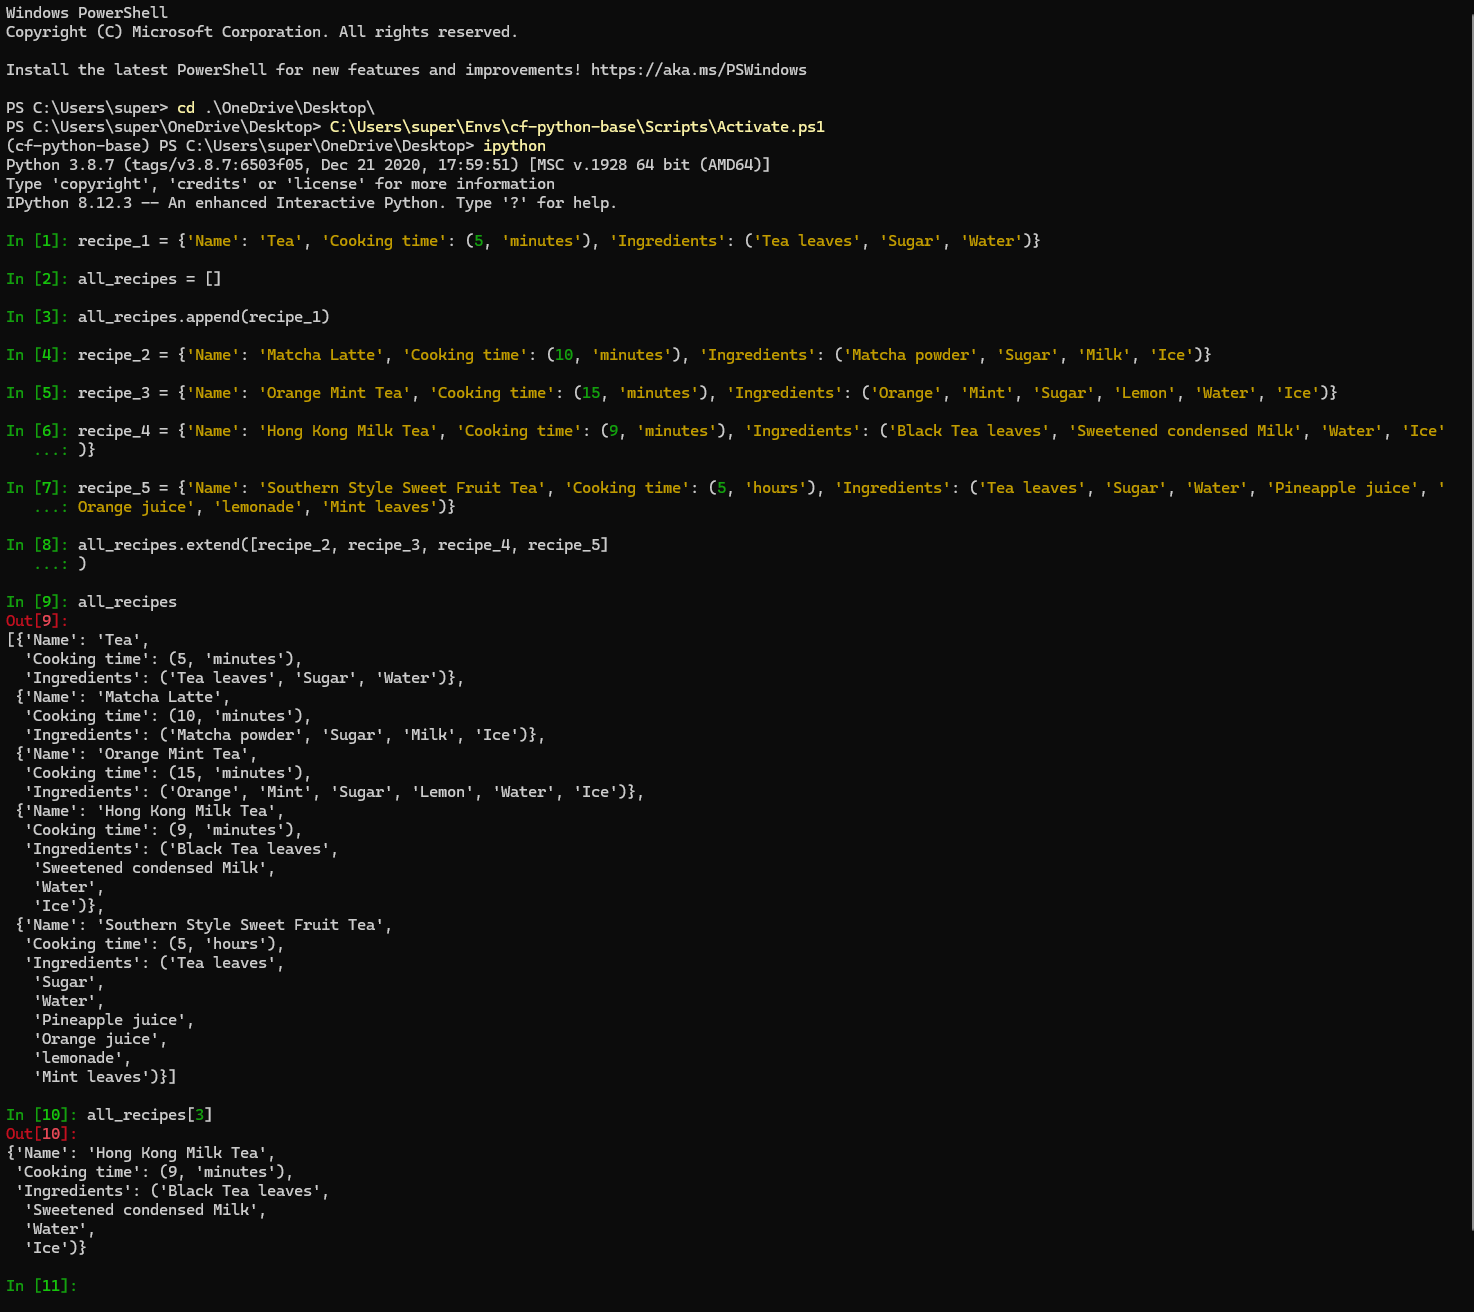 Windows PowerShell
Copyright (C) Microsoft Corporation. All rights reserved.

Install the latest PowerShell for new features and improvements! https://aka.ms/PSWindows

PS C:\Users\super> cd .\OneDrive\Desktop\
PS C:\Users\super\OneDrive\Desktop> C:\Users\super\Envs\cf-python-base\Scripts\Activate.ps1
(cf-python-base) PS C:\Users\super\OneDrive\Desktop> ipython
Python 3.8.7 (tags/v3.8.7:6503f05, Dec 21 2020, 17:59:51) [MSC v.1928 64 bit (AMD64)]
Type 'copyright', 'credits' or 'license' for more information
IPython 8.12.3 -- An enhanced Interactive Python. Type '?' for help.

In [1]: recipe_1 = {'Name': 'Tea', 'Cooking time': (5, 'minutes'), 'Ingredients': ('Tea leaves', 'Sugar', 'Water')}

In [2]: all_recipes = []

In [3]: all_recipes.append(recipe_1)

In [4]: recipe_2 = {'Name': 'Matcha Latte', 'Cooking time': (10, 'minutes'), 'Ingredients': ('Matcha powder', 'Sugar', 'Milk', 'Ice')}

In [5]: recipe_3 = {'Name': 'Orange Mint Tea', 'Cooking time': (15, 'minutes'), 'Ingredients': ('Orange', 'Mint', 'Sugar', 'Lemon', 'Water', 'Ice')}

In [6]: recipe_4 = {'Name': 'Hong Kong Milk Tea', 'Cooking time': (9, 'minutes'), 'Ingredients': ('Black Tea leaves', 'Sweetened condensed Milk', 'Water', 'Ice'
   ...: )}

In [7]: recipe_5 = {'Name': 'Southern Style Sweet Fruit Tea', 'Cooking time': (5, 'hours'), 'Ingredients': ('Tea leaves', 'Sugar', 'Water', 'Pineapple juice', '
   ...: Orange juice', 'lemonade', 'Mint leaves')}

In [8]: all_recipes.extend([recipe_2, recipe_3, recipe_4, recipe_5]
   ...: )

In [9]: all_recipes
Out[9]:
[{'Name': 'Tea',
  'Cooking time': (5, 'minutes'),
  'Ingredients': ('Tea leaves', 'Sugar', 'Water')},
 {'Name': 'Matcha Latte',
  'Cooking time': (10, 'minutes'),
  'Ingredients': ('Matcha powder', 'Sugar', 'Milk', 'Ice')},
 {'Name': 'Orange Mint Tea',
  'Cooking time': (15, 'minutes'),
  'Ingredients': ('Orange', 'Mint', 'Sugar', 'Lemon', 'Water', 'Ice')},
 {'Name': 'Hong Kong Milk Tea',
  'Cooking time': (9, 'minutes'),
  'Ingredients': ('Black Tea leaves',
   'Sweetened condensed Milk',
   'Water',
   'Ice')},
 {'Name': 'Southern Style Sweet Fruit Tea',
  'Cooking time': (5, 'hours'),
  'Ingredients': ('Tea leaves',
   'Sugar',
   'Water',
   'Pineapple juice',
   'Orange juice',
   'lemonade',
   'Mint leaves')}]

In [10]: all_recipes[3]
Out[10]:
{'Name': 'Hong Kong Milk Tea',
 'Cooking time': (9, 'minutes'),
 'Ingredients': ('Black Tea leaves',
  'Sweetened condensed Milk',
  'Water',
  'Ice')}

In [11]: